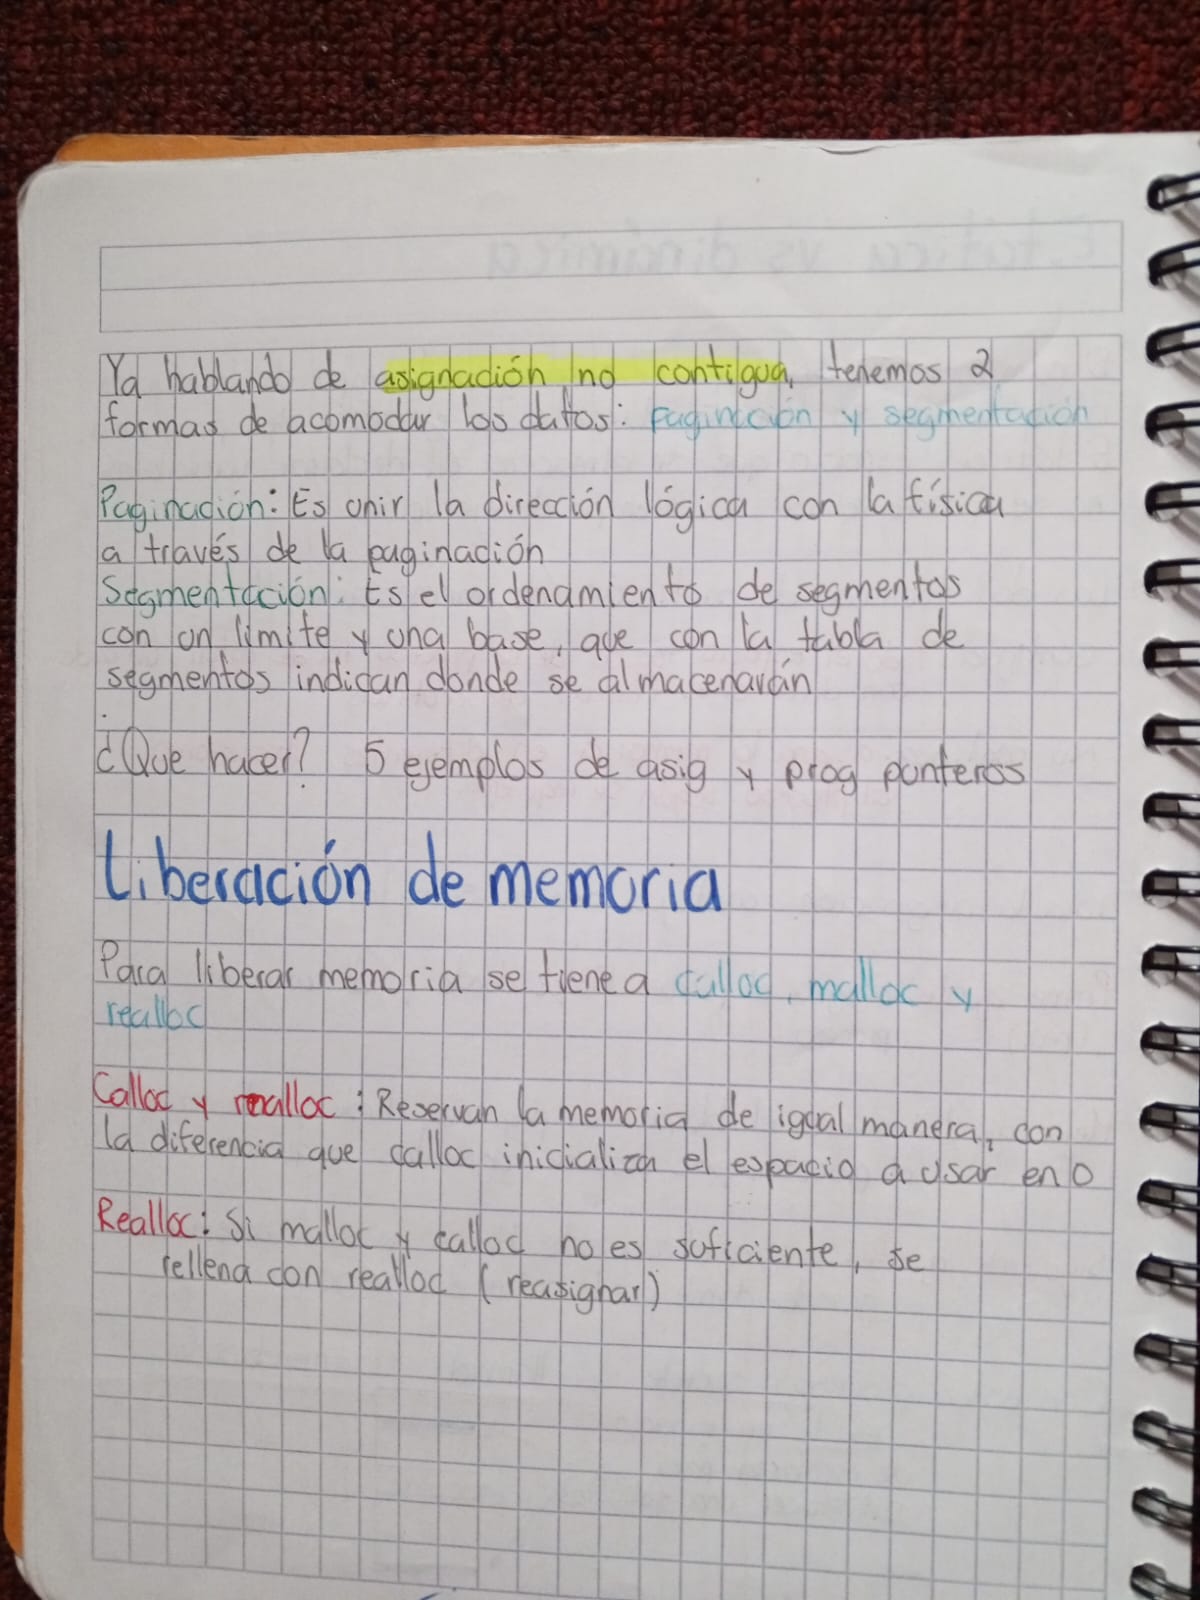 Ya hablando de asignación no contigua, tenemos 2
formas de acomodar los datos: Paginación y segmentación
Paginación: Es unir la dirección lógica con la física
a través de la paginación
Segmentación: Es el ordenamiento de segmentos
con un limite y una base, que con la tabla de
segmentos indican donde se almacenarán
¿Que hacer? 5 ejemplos de asig y prog punteros
Liberación de memoria
Para liberar memoria se tiene a calloc, malloc y
realloc
Calloc y malloc: Reservan la memoria de igual manera, con
la diferencia que calloc inicializa el espacio a usar en 0
Realloc: Si malloc y calloc no es suficiente, se
rellena con realloc (reasignar)